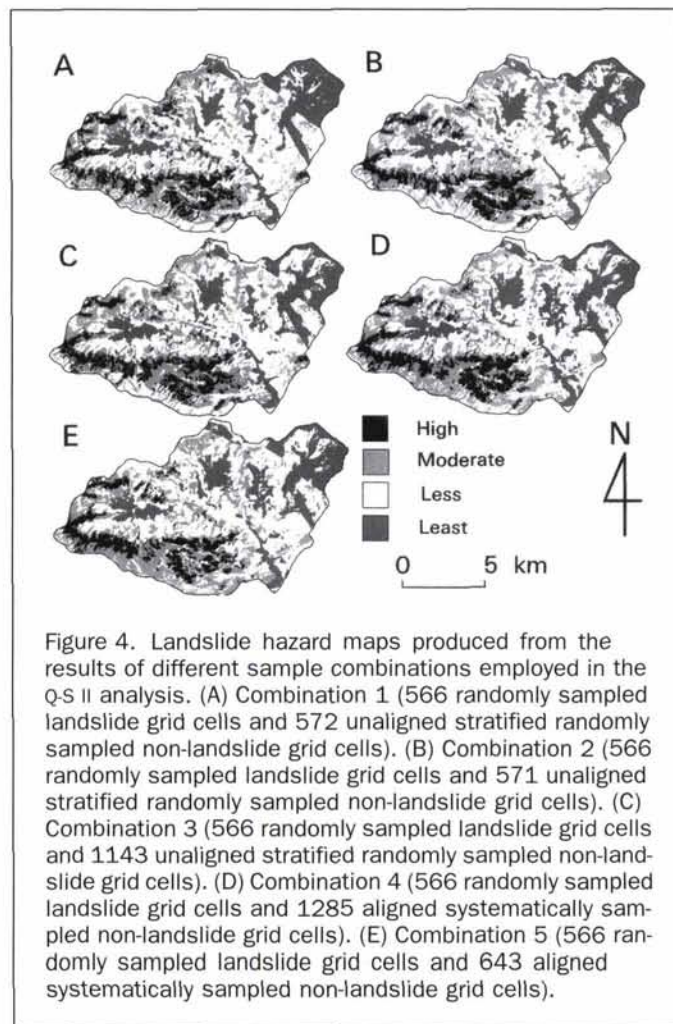 A
B
C
D
E
High
Moderate
Less
Least
N
0 5 km
Figure 4. Landslide hazard maps produced from the
results of different sample combinations employed in the
Q-S II analysis. (A) Combination 1 (566 randomly sampled
landslide grid cells and 572 unaligned stratified randomly
sampled non-landslide grid cells). (B) Combination 2 (566
randomly sampled landslide grid cells and 571 unaligned
stratified randomly sampled non-landslide grid cells). (C)
Combination 3 (566 randomly sampled landslide grid cells
and 1143 unaligned stratified randomly sampled non-land-
slide grid cells). (D) Combination 4 (566 randomly sampled
landslide grid cells and 1285 aligned systematically sam-
pled non-landslide grid cells). (E) Combination 5 (566 ran-
domly sampled landslide grid cells and 643 aligned
systematically sampled non-landslide grid cells).